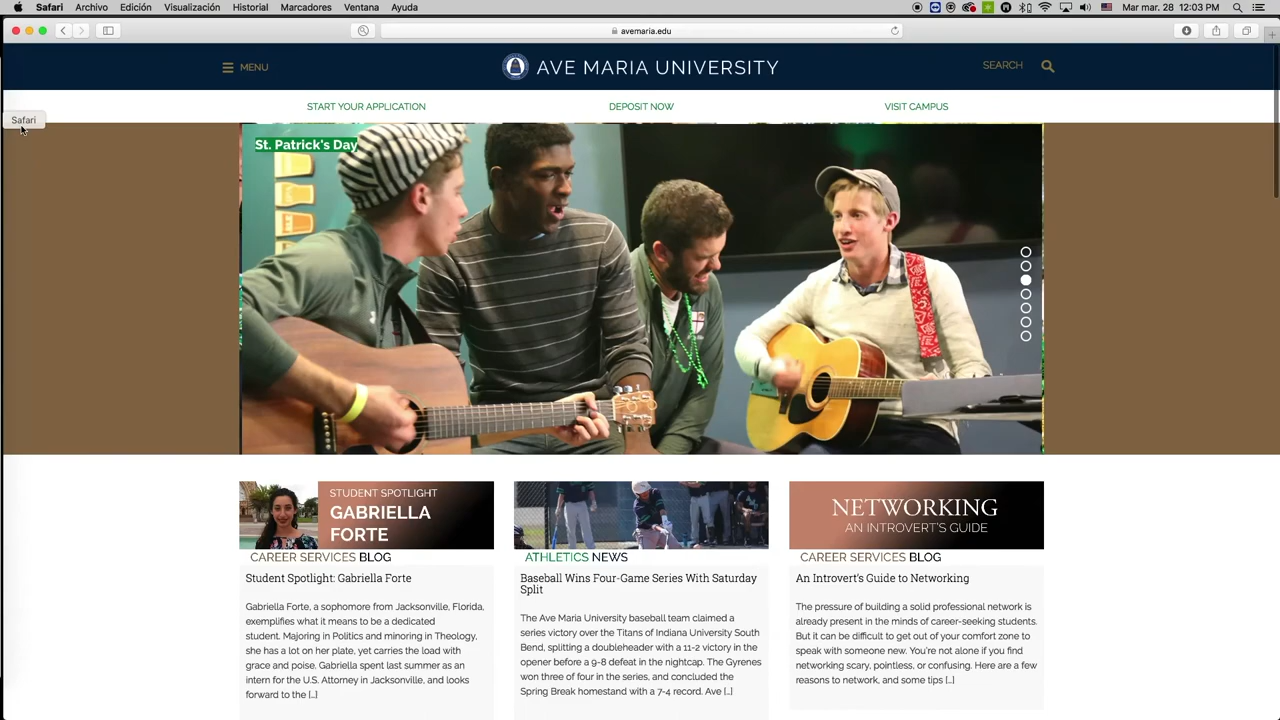 Safari Archivo Edición Visualización Historial Marcadores Ventana Ayuda Mar mar. 28 12:03 PM
avemaria.edu
MENU AVE MARIA UNIVERSITY SEARCH
START YOUR APPLICATION DEPOSIT NOW VISIT CAMPUS
Safari
St. Patrick's Day
STUDENT SPOTLIGHT
GABRIELLA
FORTE
CAREER SERVICES BLOG
Student Spotlight: Gabriella Forte
Gabriella Forte, a sophomore from Jacksonville, Florida,
exemplifies what it means to be a dedicated
student. Majoring in Politics and minoring in Theology,
she has a lot on her plate, yet carries the load with
grace and poise. Gabriella spent last summer as an
intern for the U.S. Attorney in Jacksonville, and looks
forward to the [...]
ATHLETICS NEWS
Baseball Wins Four-Game Series With Saturday
Split
The Ave Maria University baseball team claimed a
series victory over the Titans of Indiana University South
Bend, splitting a doubleheader with a 11-2 victory in the
opener before a 9-8 defeat in the nightcap. The Gyrenes
won three of four in the series, and concluded the
Spring Break homestand with a 7-4 record. Ave [...]
NETWORKING
AN INTROVERT'S GUIDE
CAREER SERVICES BLOG
An Introvert's Guide to Networking
The pressure of building a solid professional network is
already present in the minds of career-seeking students.
But it can be difficult to get out of your comfort zone to
speak with someone new. You're not alone if you find
networking scary, pointless, or confusing. Here are a few
reasons to network, and some tips [...]